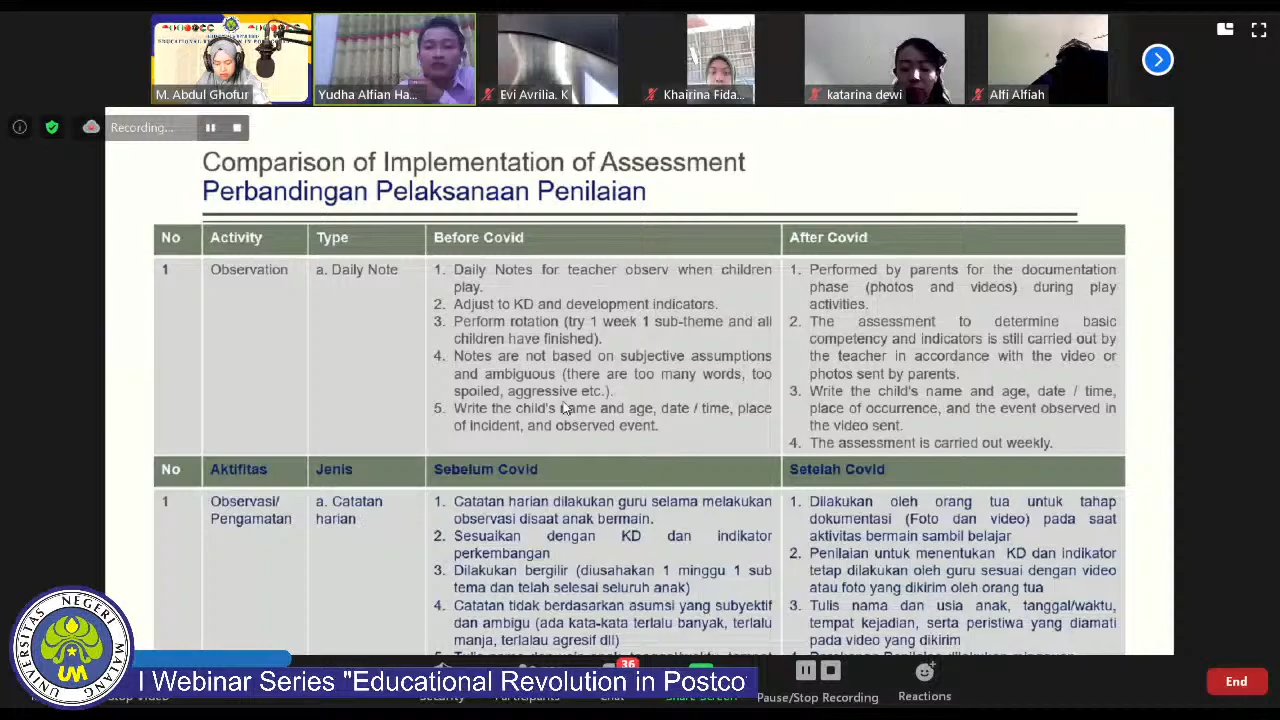 M. Abdul Ghofur
Yudha Alfian Ha...
Evi Avrilia. K
Khairina Fida...
katarina dewi
Alfi Alfiah
Recording...
Comparison of Implementation of Assessment
Perbandingan Pelaksanaan Penilaian
No Activity Type Before Covid After Covid
1 Observation a. Daily Note
1. Daily Notes for teacher observ when children
play.
2. Adjust to KD and development indicators.
3. Perform rotation (try 1 week 1 sub-theme and all
children have finished).
4. Notes are not based on subjective assumptions
and ambiguous (there are too many words, too
spoiled, aggressive etc.).
5. Write the child's name and age, date / time, place
of incident, and observed event.
1. Performed by parents for the documentation
phase (photos and videos) during play
activities.
2. The assessment to determine basic
competency and indicators is still carried out by
the teacher in accordance with the video or
photos sent by parents.
3. Write the child's name and age, date / time,
place of occurrence, and the event observed in
the video sent.
4. The assessment is carried out weekly.
No Aktifitas Jenis Sebelum Covid Setelah Covid
1 Observasi/
Pengamatan
a. Catatan
harian
1. Catatan harian dilakukan guru selama melakukan
observasi disaat anak bermain.
2. Sesuaikan dengan KD dan indikator
perkembangan
3. Dilakukan bergilir (diusahakan 1 minggu 1 sub
tema dan telah selesai seluruh anak)
4. Catatan tidak berdasarkan asumsi yang subyektif
dan ambigu (ada kata-kata terlalu banyak, terlalu
manja, terlalau agresif dll)
1. Dilakukan oleh orang tua untuk tahap
dokumentasi (Foto dan video) pada saat
aktivitas bermain sambil belajar
2. Penilaian untuk menentukan KD dan indikator
tetap dilakukan oleh guru sesuai dengan video
atau foto yang dikirim oleh orang tua
3. Tulis nama dan usia anak, tanggal/waktu,
tempat kejadian, serta peristiwa yang diamati
pada video yang dikirim
UNIVERSITAS NEGERI MALANG
UM
I Webinar Series "Educational Revolution in Postco
36
Pause/Stop Recording
Reactions
End